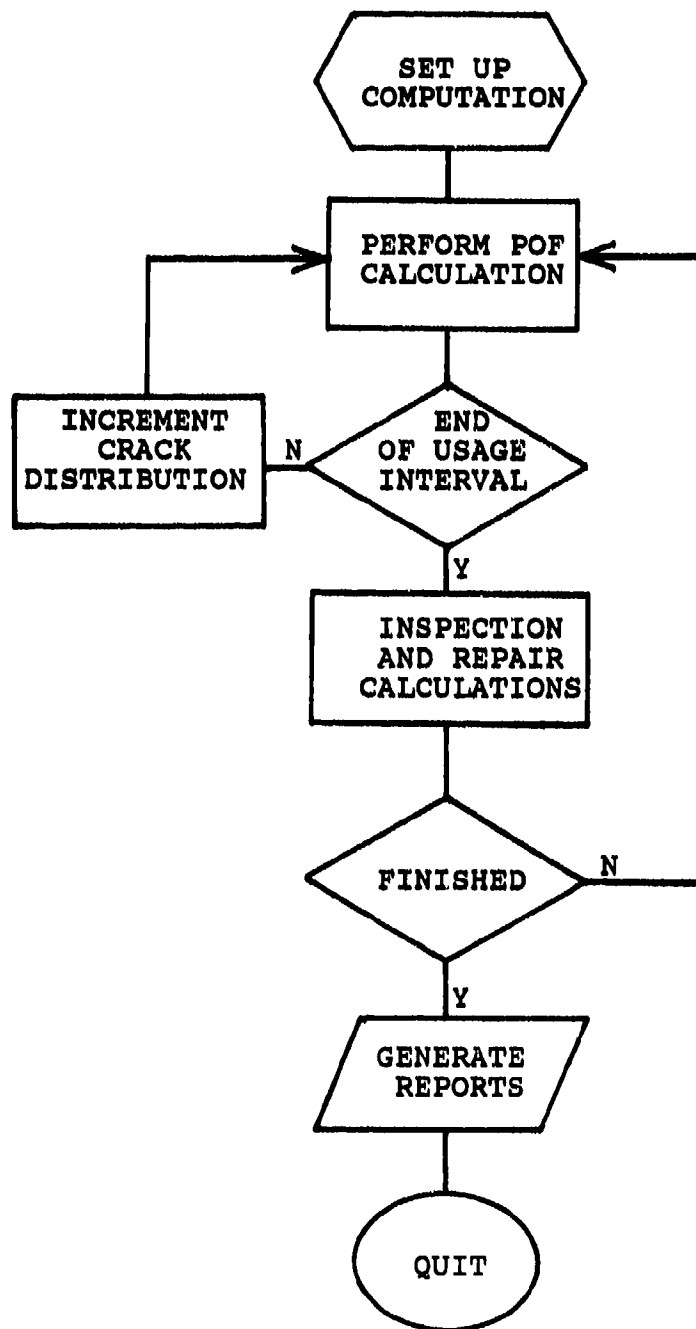 SET UP
COMPUTATION
PERFORM POF
CALCULATION
INCREMENT
CRACK
DISTRIBUTION
N
END
OF USAGE
INTERVAL
Y
INSPECTION
AND REPAIR
CALCULATIONS
FINISHED
N
Y
GENERATE
REPORTS
QUIT